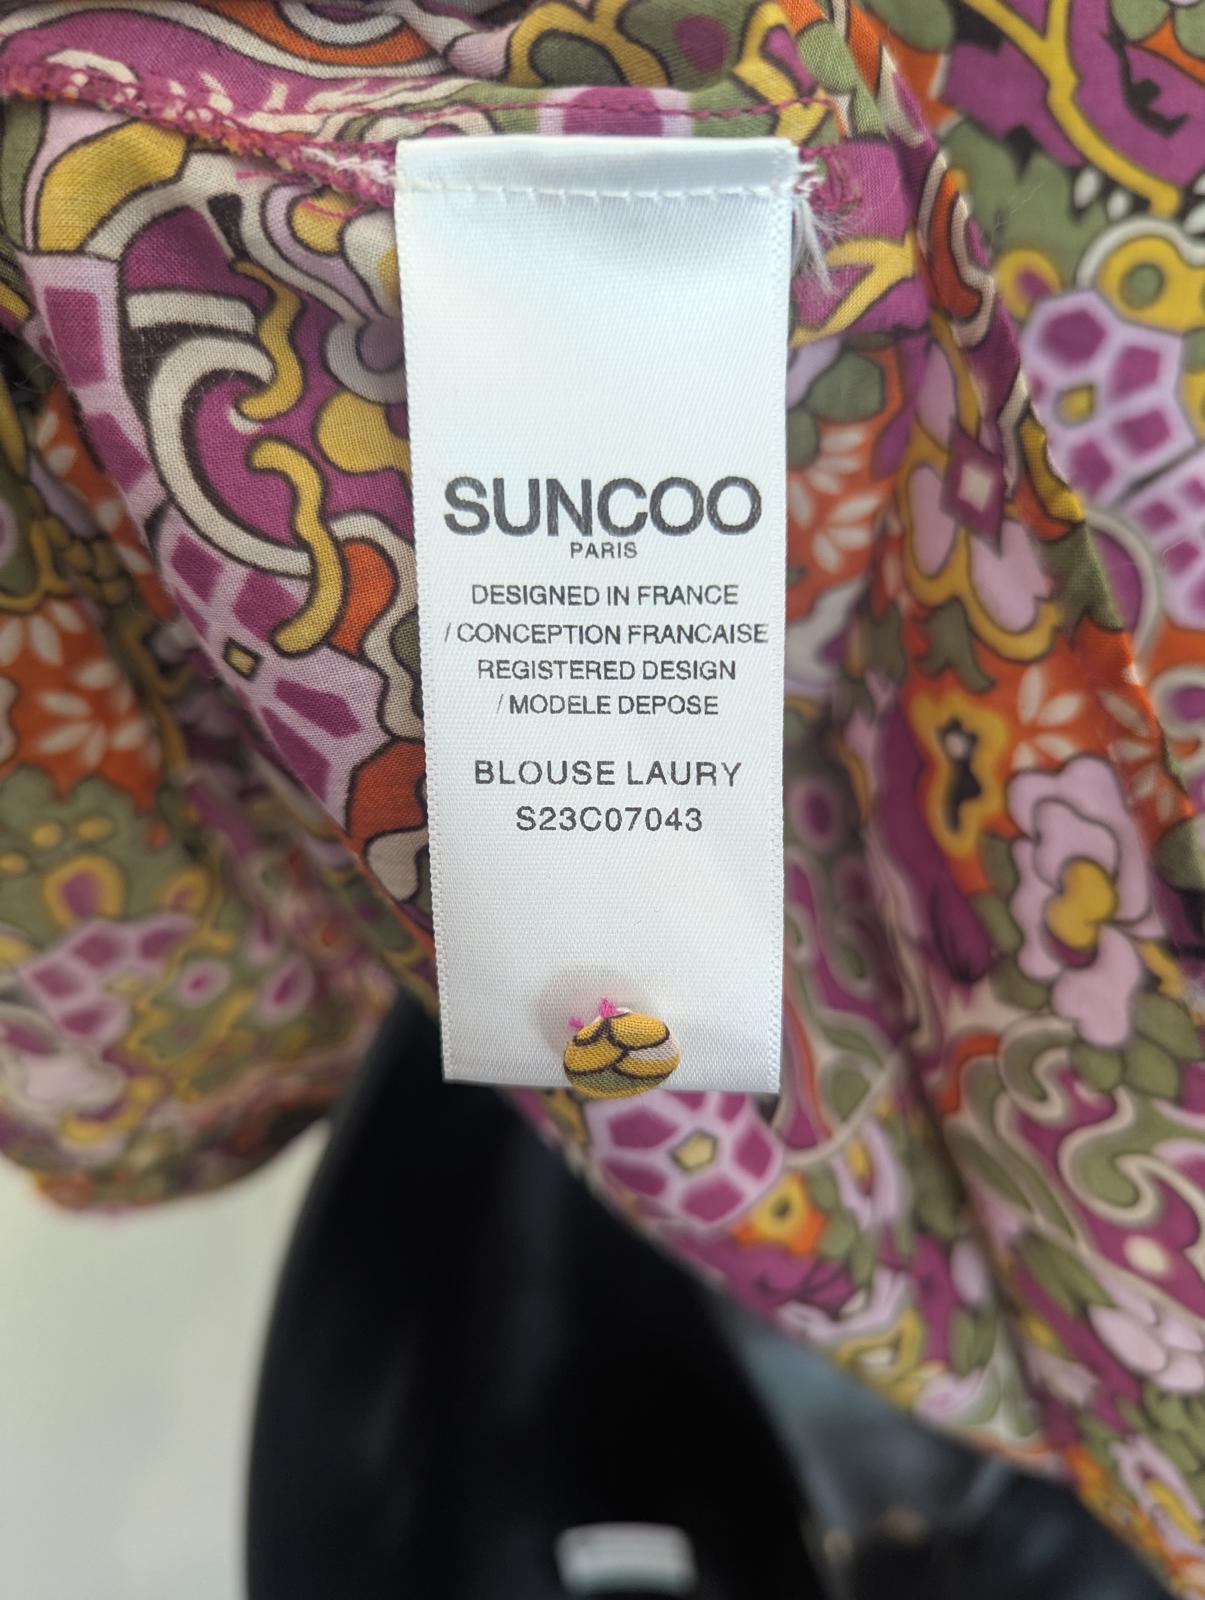 SUNCOO
PARIS
DESIGNED IN FRANCE
/ CONCEPTION FRANCAISE
REGISTERED DESIGN
/ MODELE DEPOSE
BLOUSE LAURY
S23C07043